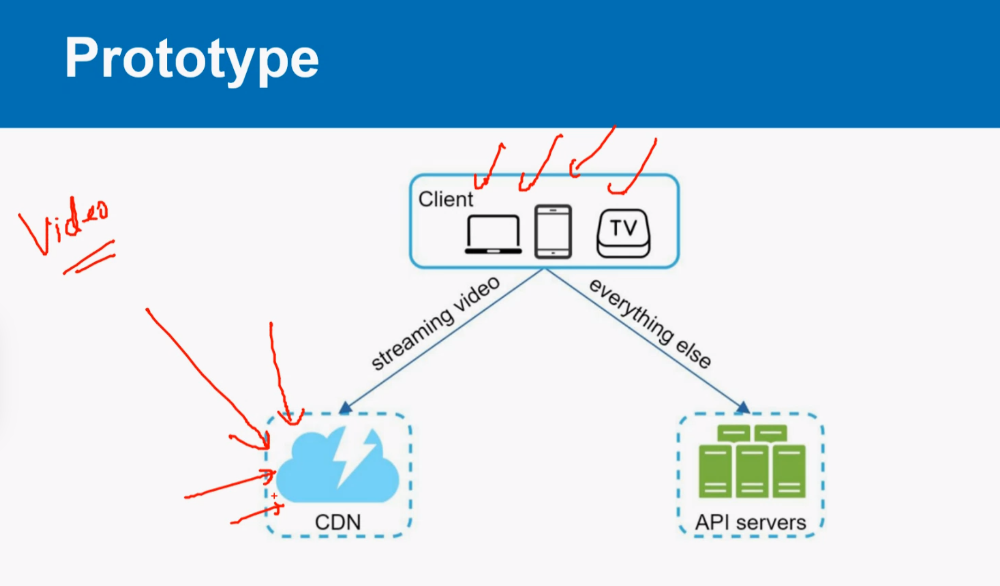 Prototype
Video
Client
TV
streaming video
everything else
CDN
API servers